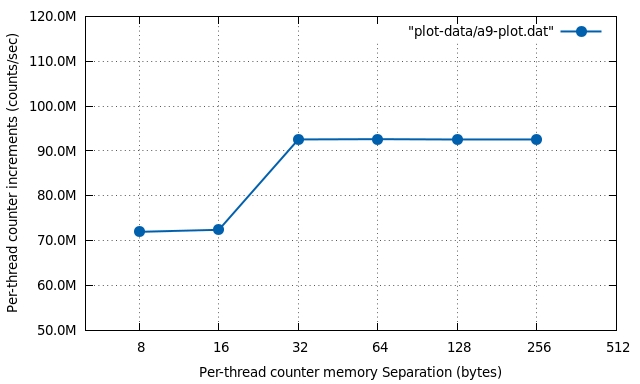 120.0M
110.0M
100.0M
90.0M
80.0M
70.0M
60.0M
50.0M
Per-thread counter increments (counts/sec)
"plot-data/a9-plot.dat"
8 16 32 64 128 256 512
Per-thread counter memory Separation (bytes)